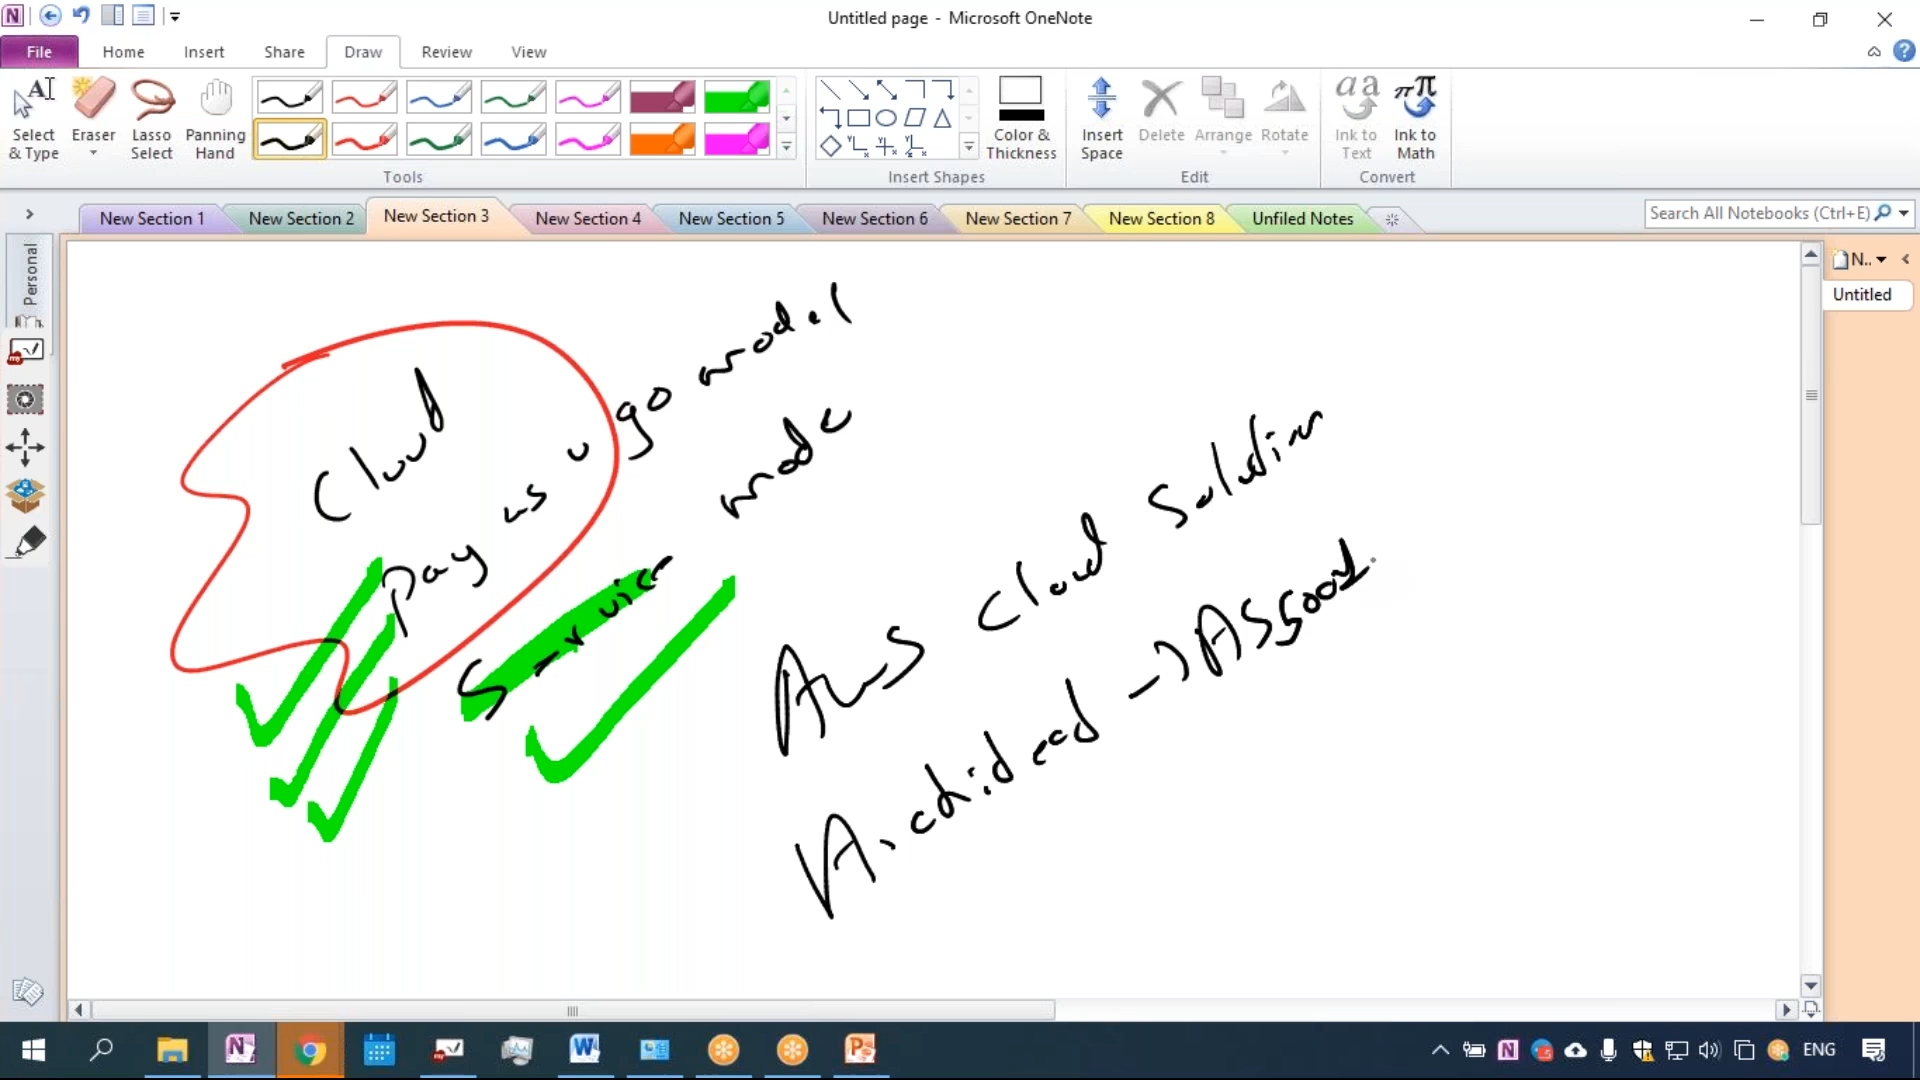 Untitled page - Microsoft OneNote
File Home Insert Share Draw Review View
Select & Type
Eraser
Lasso Select
Panning Hand
Tools
Insert Shapes
Color & Thickness
Insert Space
Delete
Arrange
Rotate
Edit
Ink to Text
Ink to Math
Convert
New Section 1 New Section 2 New Section 3 New Section 4 New Section 5 New Section 6 New Section 7 New Section 8 Unfiled Notes
Search All Notebooks (Ctrl+E)
Personal
N..
Untitled
Cloud
pay as u go model
mode
AWS Cloud Solution
ENG